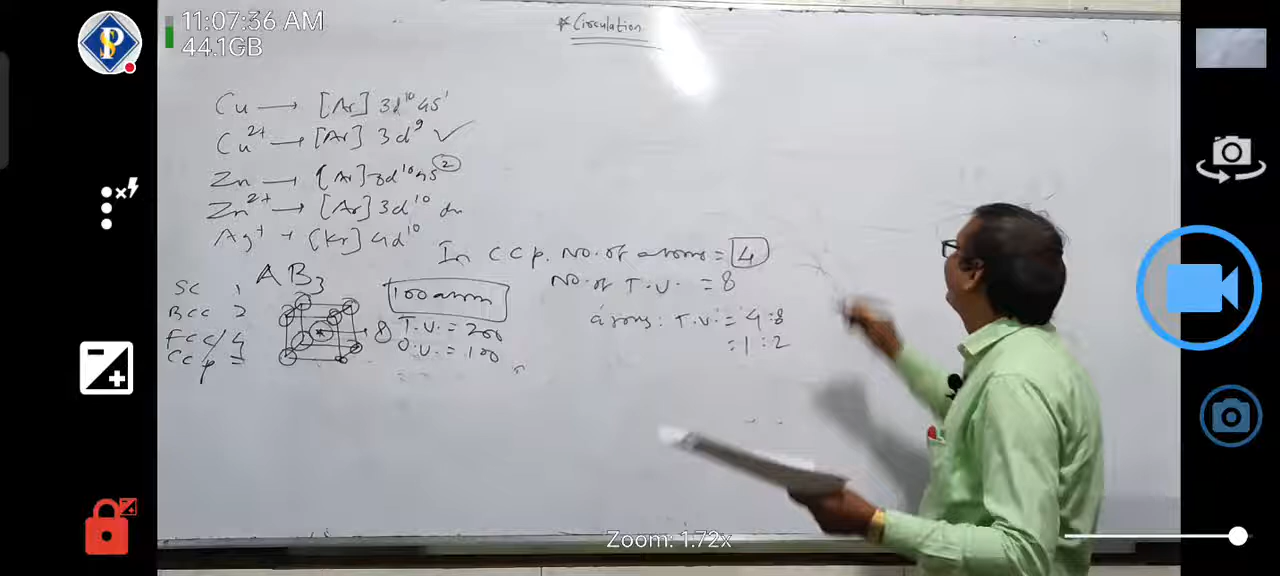 11:07:36 AM
44.1GB
* Circulation
Cu → [Ar] 3d¹⁰ 4s¹
Cu²⁺ → [Ar] 3d⁹ ✓
Zn → [Ar] 3d¹⁰ 4s²
Zn²⁺ → [Ar] 3d¹⁰
Ag⁺ → [Kr] 4d¹⁰
In ccp. No. of atoms = 4
No. of T.V. = 8
atoms : T.V. = 4 : 8
= 1 : 2
AB₃
SC 1
BCC 2
FCC / 4
CCp =
8
100 atom
T.V. = 200
O.V. = 100
Zoom: 1.72x